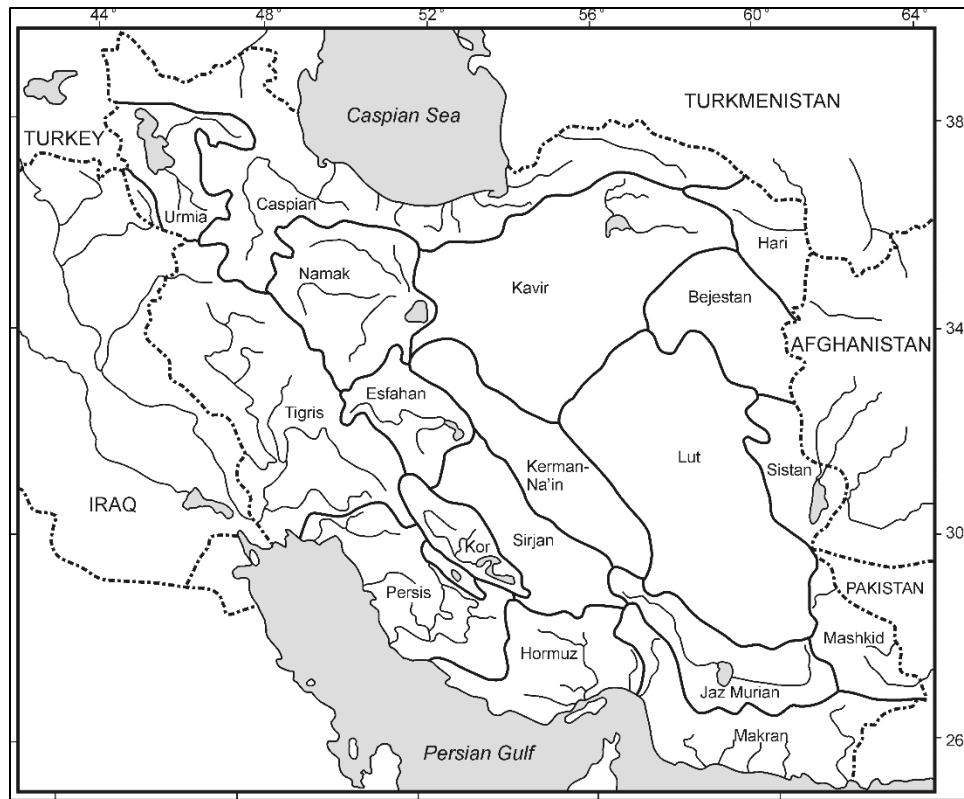 44°
48°
52°
56°
60°
64°
Caspian Sea
TURKMENISTAN
38
TURKEY
Urmia
Caspian
Hari
Namak
Kavir
Bejestan
34
AFGHANISTAN
Esfahan
Tigris
Lut
Sistan
Kerman-
Na'in
IRAQ
30
Sirjan
Kor
PAKISTAN
Persis
Mashkid
Hormuz
Jaz Murian
Makran
26
Persian Gulf